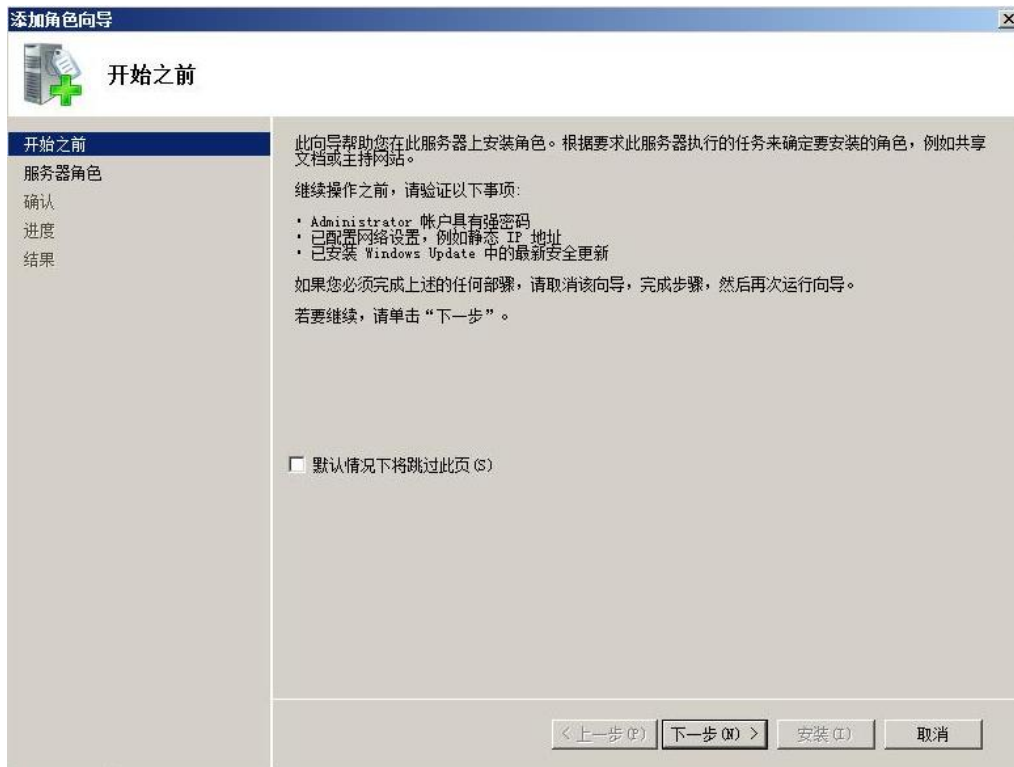 添加角色向导
开始之前
开始之前
服务器角色
确认
进度
结果
此向导帮助您在此服务器上安装角色。根据要求此服务器执行的任务来确定要安装的角色，例如共享
文档或主持网站。
继续操作之前，请验证以下事项:
· Administrator 帐户具有强密码
· 已配置网络设置，例如静态 IP 地址
· 已安装 Windows Update 中的最新安全更新
如果您必须完成上述的任何部骤，请取消该向导，完成步骤，然后再次运行向导。
若要继续，请单击“下一步”。
默认情况下将跳过此页(S)
< 上一步(P) 下一步(N) > 安装(I) 取消